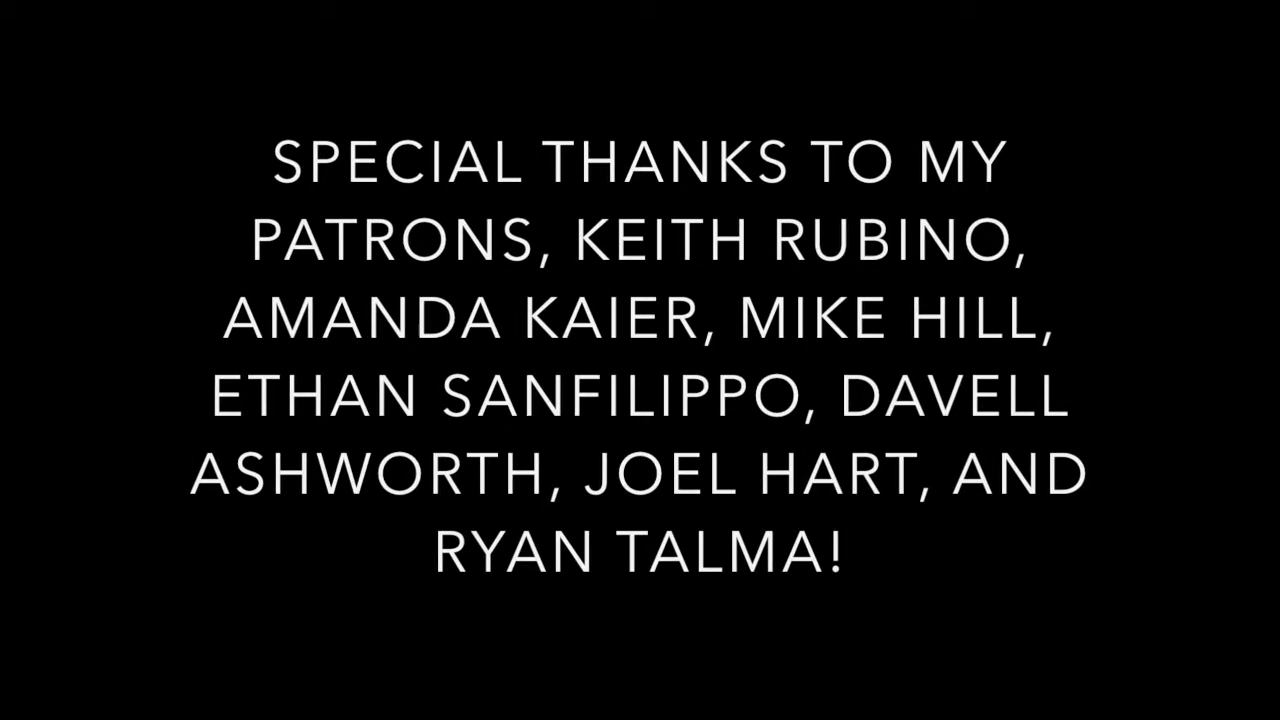 SPECIAL THANKS TO MY
PATRONS, KEITH RUBINO,
AMANDA KAIER, MIKE HILL,
ETHAN SANFILIPPO, DAVELL
ASHWORTH, JOEL HART, AND
RYAN TALMA!